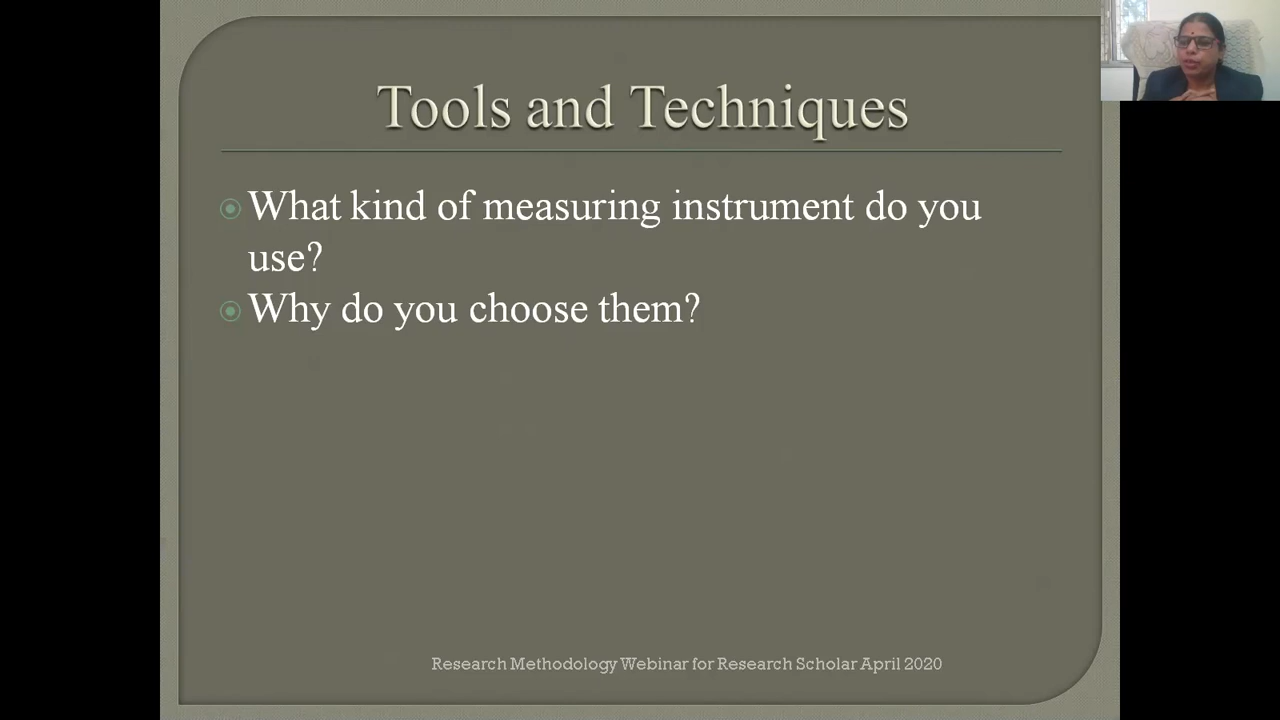 Tools and Techniques
What kind of measuring instrument do you
use?
Why do you choose them?
Research Methodology Webinar for Research Scholar April 2020